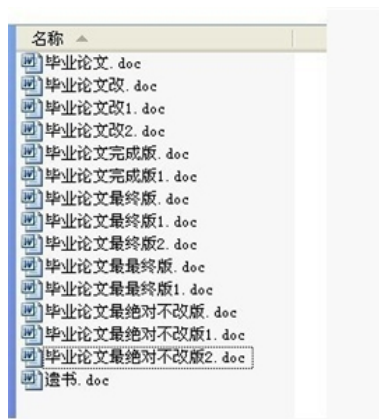 名称
毕业论文.doc
毕业论文改.doc
毕业论文改1.doc
毕业论文改2.doc
毕业论文完成版.doc
毕业论文完成版1.doc
毕业论文最终版.doc
毕业论文最终版1.doc
毕业论文最终版2.doc
毕业论文最最终版.doc
毕业论文最最终版1.doc
毕业论文最绝对不改版.doc
毕业论文最绝对不改版1.doc
毕业论文最绝对不改版2.doc
遗书.doc